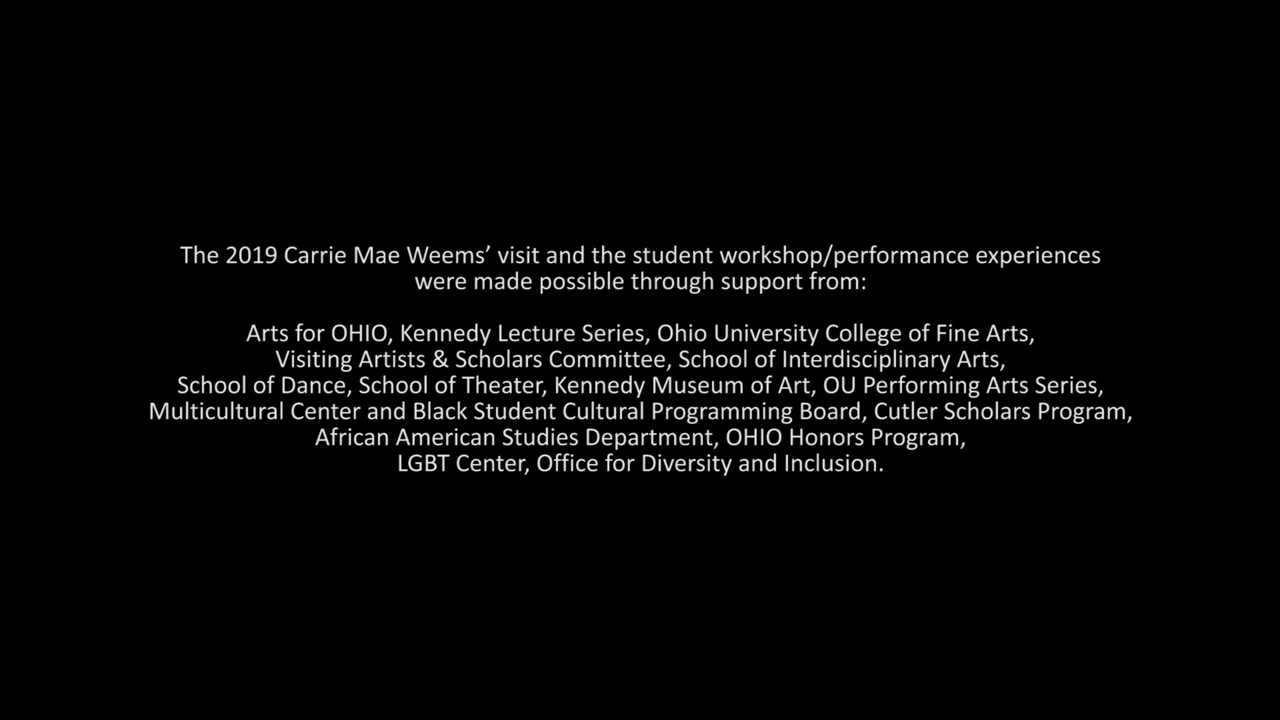 The 2019 Carrie Mae Weems’ visit and the student workshop/performance experiences
were made possible through support from:
Arts for OHIO, Kennedy Lecture Series, Ohio University College of Fine Arts,
Visiting Artists & Scholars Committee, School of Interdisciplinary Arts,
School of Dance, School of Theater, Kennedy Museum of Art, OU Performing Arts Series,
Multicultural Center and Black Student Cultural Programming Board, Cutler Scholars Program,
African American Studies Department, OHIO Honors Program,
LGBT Center, Office for Diversity and Inclusion.